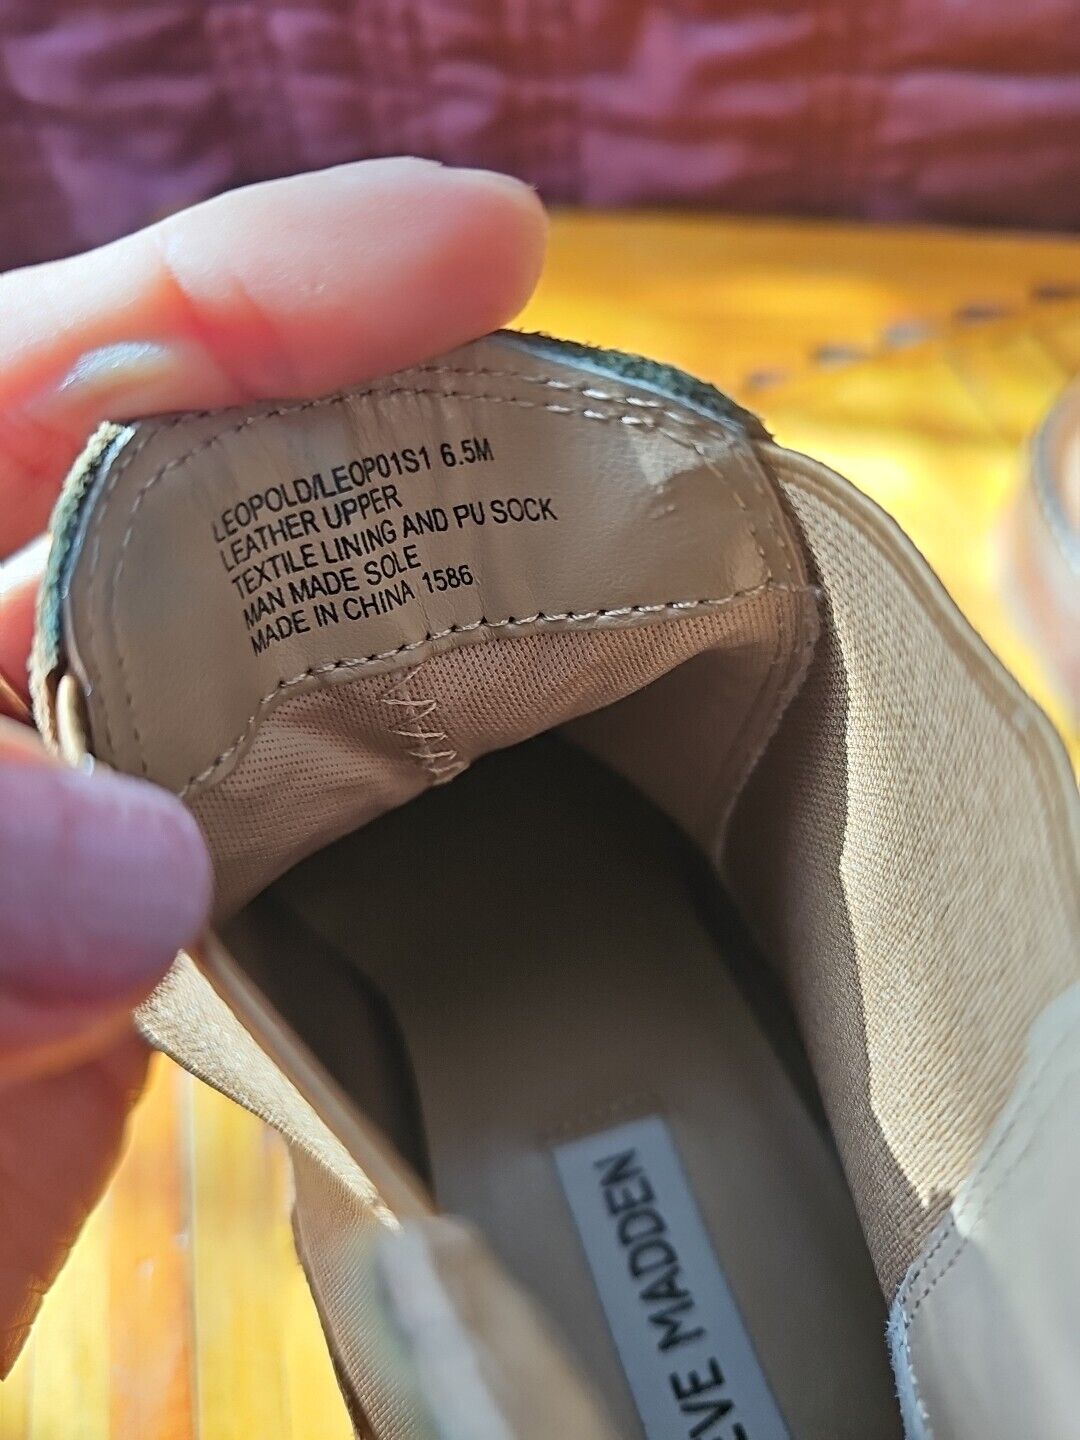 LEOPOLD/LEOP01S1 6.5M
LEATHER UPPER
TEXTILE LINING AND PU SOCK
MAN MADE SOLE
MADE IN CHINA 1586
EVE MADDEN